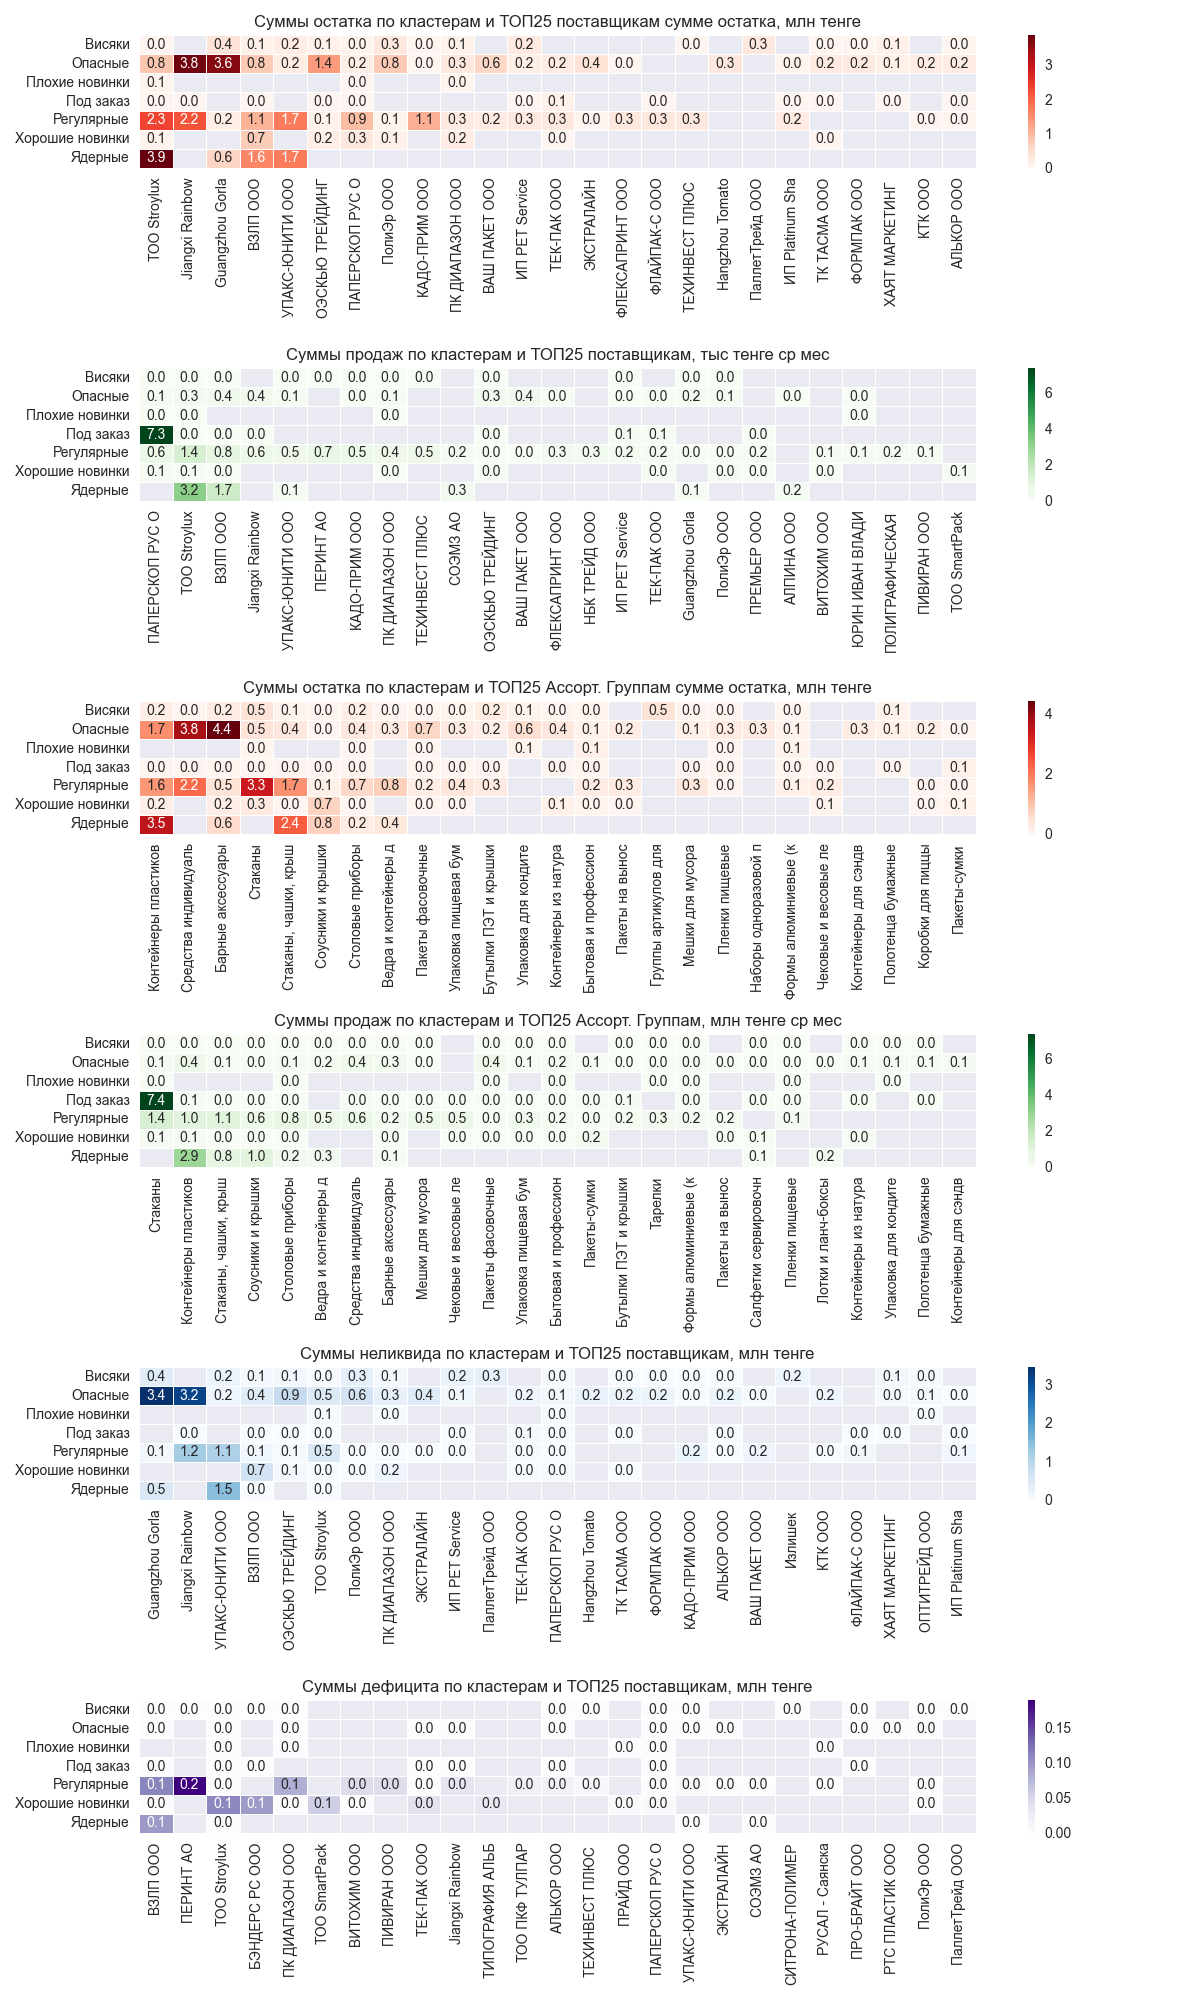 Суммы остатка по кластерам и ТОП25 поставщикам сумме остатка, млн тенге
Висяки 0.0 0.4 0.1 0.2 0.1 0.0 0.3 0.0 0.1 0.2 0.0 0.3 0.0 0.0 0.1 0.0
Опасные 0.8 3.8 3.6 0.8 0.2 1.4 0.2 0.8 0.0 0.3 0.6 0.2 0.2 0.4 0.0 0.3 0.0 0.2 0.2 0.1 0.2 0.2
Плохие новинки 0.1 0.0 0.0
Под заказ 0.0 0.0 0.0 0.0 0.0 0.0 0.1 0.0 0.0 0.0 0.0 0.0
Регулярные 2.3 2.2 0.2 1.1 1.7 0.1 0.9 0.1 1.1 0.3 0.2 0.3 0.3 0.0 0.3 0.3 0.3 0.2 0.0 0.0
Хорошие новинки 0.1 0.7 0.2 0.3 0.1 0.2 0.0 0.0
Ядерные 3.9 0.6 1.6 1.7
3
2
1
0
ТОО Stroylux
Jiangxi Rainbow
Guangzhou Gorla
ВЗЛП ООО
УПАКС-ЮНИТИ ООО
ОЭСКЬЮ ТРЕЙДИНГ
ПАПЕРСКОП РУС О
ПолиЭр ООО
КАДО-ПРИМ ООО
ПК ДИАПАЗОН ООО
ВАШ ПАКЕТ ООО
ИП РЕТ Service
ТЕК-ПАК ООО
ЭКСТРАЛАЙН
ФЛЕКСАПРИНТ ООО
ФЛАЙПАК-С ООО
ТЕХИНВЕСТ ПЛЮС
Hangzhou Tomato
ПаллетТрейд ООО
ИП Platinum Sha
ТК ТАСМА ООО
ФОРМПАК ООО
ХАЯТ МАРКЕТИНГ
КТК ООО
АЛЬКОР ООО
Суммы продаж по кластерам и ТОП25 поставщикам, тыс тенге ср мес
Висяки 0.0 0.0 0.0 0.0 0.0 0.0 0.0 0.0 0.0 0.0 0.0 0.0
Опасные 0.1 0.3 0.4 0.4 0.1 0.0 0.1 0.3 0.4 0.0 0.0 0.0 0.2 0.1 0.0 0.0
Плохие новинки 0.0 0.0 0.0 0.0
Под заказ 7.3 0.0 0.0 0.0 0.0 0.1 0.1 0.0
Регулярные 0.6 1.4 0.8 0.6 0.5 0.7 0.5 0.4 0.5 0.2 0.0 0.0 0.3 0.3 0.2 0.2 0.0 0.0 0.2 0.1 0.1 0.2 0.1
Хорошие новинки 0.1 0.1 0.0 0.0 0.0 0.0 0.0 0.0 0.0 0.1
Ядерные 3.2 1.7 0.1 0.3 0.1 0.2
6
4
2
0
ПАПЕРСКОП РУС О
ТОО Stroylux
ВЗЛП ООО
Jiangxi Rainbow
УПАКС-ЮНИТИ ООО
ПЕРИНТ АО
КАДО-ПРИМ ООО
ПК ДИАПАЗОН ООО
ТЕХИНВЕСТ ПЛЮС
СОЭМЗ АО
ОЭСКЬЮ ТРЕЙДИНГ
ВАШ ПАКЕТ ООО
ФЛЕКСАПРИНТ ООО
НБК ТРЕЙД ООО
ИП РЕТ Service
ТЕК-ПАК ООО
Guangzhou Gorla
ПолиЭр ООО
ПРЕМЬЕР ООО
АЛПИНА ООО
ВИТОХИМ ООО
ЮРИН ИВАН ВЛАДИ
ПОЛИГРАФИЧЕСКАЯ
ПИВИРАН ООО
ТОО SmartPack
Суммы остатка по кластерам и ТОП25 Ассорт. Группам сумме остатка, млн тенге
Висяки 0.2 0.0 0.2 0.5 0.1 0.0 0.2 0.0 0.0 0.0 0.2 0.1 0.0 0.0 0.5 0.0 0.0 0.0 0.1
Опасные 1.7 3.8 4.4 0.5 0.4 0.0 0.4 0.3 0.7 0.3 0.2 0.6 0.4 0.1 0.2 0.1 0.3 0.3 0.1 0.3 0.1 0.2 0.0
Плохие новинки 0.0 0.0 0.0 0.1 0.1 0.0 0.1
Под заказ 0.0 0.0 0.0 0.0 0.0 0.0 0.0 0.0 0.0 0.0 0.0 0.0 0.0 0.0 0.0 0.0 0.0 0.0 0.1
Регулярные 1.6 2.2 0.5 3.3 1.7 0.1 0.7 0.8 0.2 0.4 0.3 0.2 0.3 0.3 0.0 0.1 0.2 0.0 0.0
Хорошие новинки 0.2 0.2 0.3 0.0 0.7 0.0 0.0 0.0 0.1 0.0 0.0 0.1 0.0 0.1
Ядерные 3.5 0.6 2.4 0.8 0.2 0.4
4
2
0
Контейнеры пластиков
Средства индивидуаль
Барные аксессуары
Стаканы
Стаканы, чашки, крыш
Соусники и крышки
Столовые приборы
Ведра и контейнеры д
Пакеты фасовочные
Упаковка пищевая бум
Бутылки ПЭТ и крышки
Упаковка для кондите
Контейнеры из натура
Бытовая и профессион
Пакеты на вынос
Группы артикулов для
Мешки для мусора
Пленки пищевые
Наборы одноразовой п
Формы алюминиевые (к
Чековые и весовые ле
Контейнеры для сэндв
Полотенца бумажные
Коробки для пиццы
Пакеты-сумки
Суммы продаж по кластерам и ТОП25 Ассорт. Группам, млн тенге ср мес
Висяки 0.0 0.0 0.0 0.0 0.0 0.0 0.0 0.0 0.0 0.0 0.0 0.0 0.0 0.0 0.0 0.0 0.0 0.0 0.0 0.0
Опасные 0.1 0.4 0.1 0.0 0.1 0.2 0.4 0.3 0.0 0.4 0.1 0.2 0.1 0.0 0.0 0.0 0.0 0.0 0.0 0.0 0.1 0.1 0.1 0.1
Плохие новинки 0.0 0.0 0.0 0.0 0.0 0.0 0.0 0.0
Под заказ 7.4 0.1 0.0 0.0 0.0 0.0 0.0 0.0 0.0 0.0 0.0 0.0 0.0 0.1 0.0 0.0 0.0 0.0 0.0
Регулярные 1.4 1.0 1.1 0.6 0.8 0.5 0.6 0.2 0.5 0.5 0.0 0.3 0.2 0.0 0.2 0.3 0.2 0.2 0.1
Хорошие новинки 0.1 0.1 0.0 0.0 0.0 0.0 0.0 0.0 0.0 0.0 0.2 0.0 0.1 0.0
Ядерные 2.9 0.8 1.0 0.2 0.3 0.1 0.1 0.2
6
4
2
0
Стаканы
Контейнеры пластиков
Стаканы, чашки, крыш
Соусники и крышки
Столовые приборы
Ведра и контейнеры д
Средства индивидуаль
Барные аксессуары
Мешки для мусора
Чековые и весовые ле
Пакеты фасовочные
Упаковка пищевая бум
Бытовая и профессион
Пакеты-сумки
Бутылки ПЭТ и крышки
Тарелки
Формы алюминиевые (к
Пакеты на вынос
Салфетки сервировочн
Пленки пищевые
Лотки и ланч-боксы
Контейнеры из натура
Упаковка для кондите
Полотенца бумажные
Контейнеры для сэндв
Суммы неликвида по кластерам и ТОП25 поставщикам, млн тенге
Висяки 0.4 0.2 0.1 0.1 0.0 0.3 0.1 0.2 0.3 0.0 0.0 0.0 0.0 0.0 0.2 0.1 0.0
Опасные 3.4 3.2 0.2 0.4 0.9 0.5 0.6 0.3 0.4 0.1 0.2 0.1 0.2 0.2 0.2 0.0 0.2 0.0 0.2 0.0 0.1 0.0
Плохие новинки 0.1 0.0 0.0 0.0
Под заказ 0.0 0.0 0.0 0.0 0.0 0.1 0.0 0.0 0.0 0.0 0.0 0.0
Регулярные 0.1 1.2 1.1 0.1 0.1 0.5 0.0 0.0 0.0 0.0 0.0 0.0 0.2 0.0 0.2 0.0 0.1 0.1
Хорошие новинки 0.7 0.1 0.0 0.0 0.2 0.0 0.0 0.0
Ядерные 0.5 1.5 0.0 0.0
3
2
1
0
Guangzhou Gorla
Jiangxi Rainbow
УПАКС-ЮНИТИ ООО
ВЗЛП ООО
ОЭСКЬЮ ТРЕЙДИНГ
ТОО Stroylux
ПолиЭр ООО
ПК ДИАПАЗОН ООО
ЭКСТРАЛАЙН
ИП РЕТ Service
ПаллетТрейд ООО
ТЕК-ПАК ООО
ПАПЕРСКОП РУС О
Hangzhou Tomato
ТК ТАСМА ООО
ФОРМПАК ООО
КАДО-ПРИМ ООО
АЛЬКОР ООО
ВАШ ПАКЕТ ООО
Излишек
КТК ООО
ФЛАЙПАК-С ООО
ХАЯТ МАРКЕТИНГ
ОПТИТРЕЙД ООО
ИП Platinum Sha
Суммы дефицита по кластерам и ТОП25 поставщикам, млн тенге
Висяки 0.0 0.0 0.0 0.0 0.0 0.0 0.0 0.0 0.0 0.0 0.0 0.0 0.0 0.0
Опасные 0.0 0.0 0.0 0.0 0.0 0.0 0.0 0.0 0.0 0.0 0.0
Плохие новинки 0.0 0.0 0.0 0.0 0.0
Под заказ 0.0 0.0 0.0 0.0 0.0 0.0 0.0 0.0
Регулярные 0.1 0.2 0.0 0.1 0.0 0.0 0.0 0.0 0.0 0.0 0.0 0.0 0.0 0.0 0.0 0.0 0.0
Хорошие новинки 0.0 0.1 0.1 0.0 0.1 0.0 0.0 0.0 0.0 0.0 0.0
Ядерные 0.1 0.0 0.0 0.0
0.15
0.10
0.05
0.00
ВЗЛП ООО
ПЕРИНТ АО
ТОО Stroylux
БЭНДЕРС РС ООО
ПК ДИАПАЗОН ООО
ТОО SmartPack
ВИТОХИМ ООО
ПИВИРАН ООО
ТЕК-ПАК ООО
Jiangxi Rainbow
ТИПОГРАФИЯ АЛЬБ
ТОО ПКФ ТУЛПАР
АЛЬКОР ООО
ТЕХИНВЕСТ ПЛЮС
ПРАЙД ООО
ПАПЕРСКОП РУС О
УПАКС-ЮНИТИ ООО
ЭКСТРАЛАЙН
СОЭМЗ АО
СИТРОНА-ПОЛИМЕР
РУСАЛ - Саянска
ПРО-БРАЙТ ООО
РТС ПЛАСТИК ООО
ПолиЭр ООО
ПаллетТрейд ООО